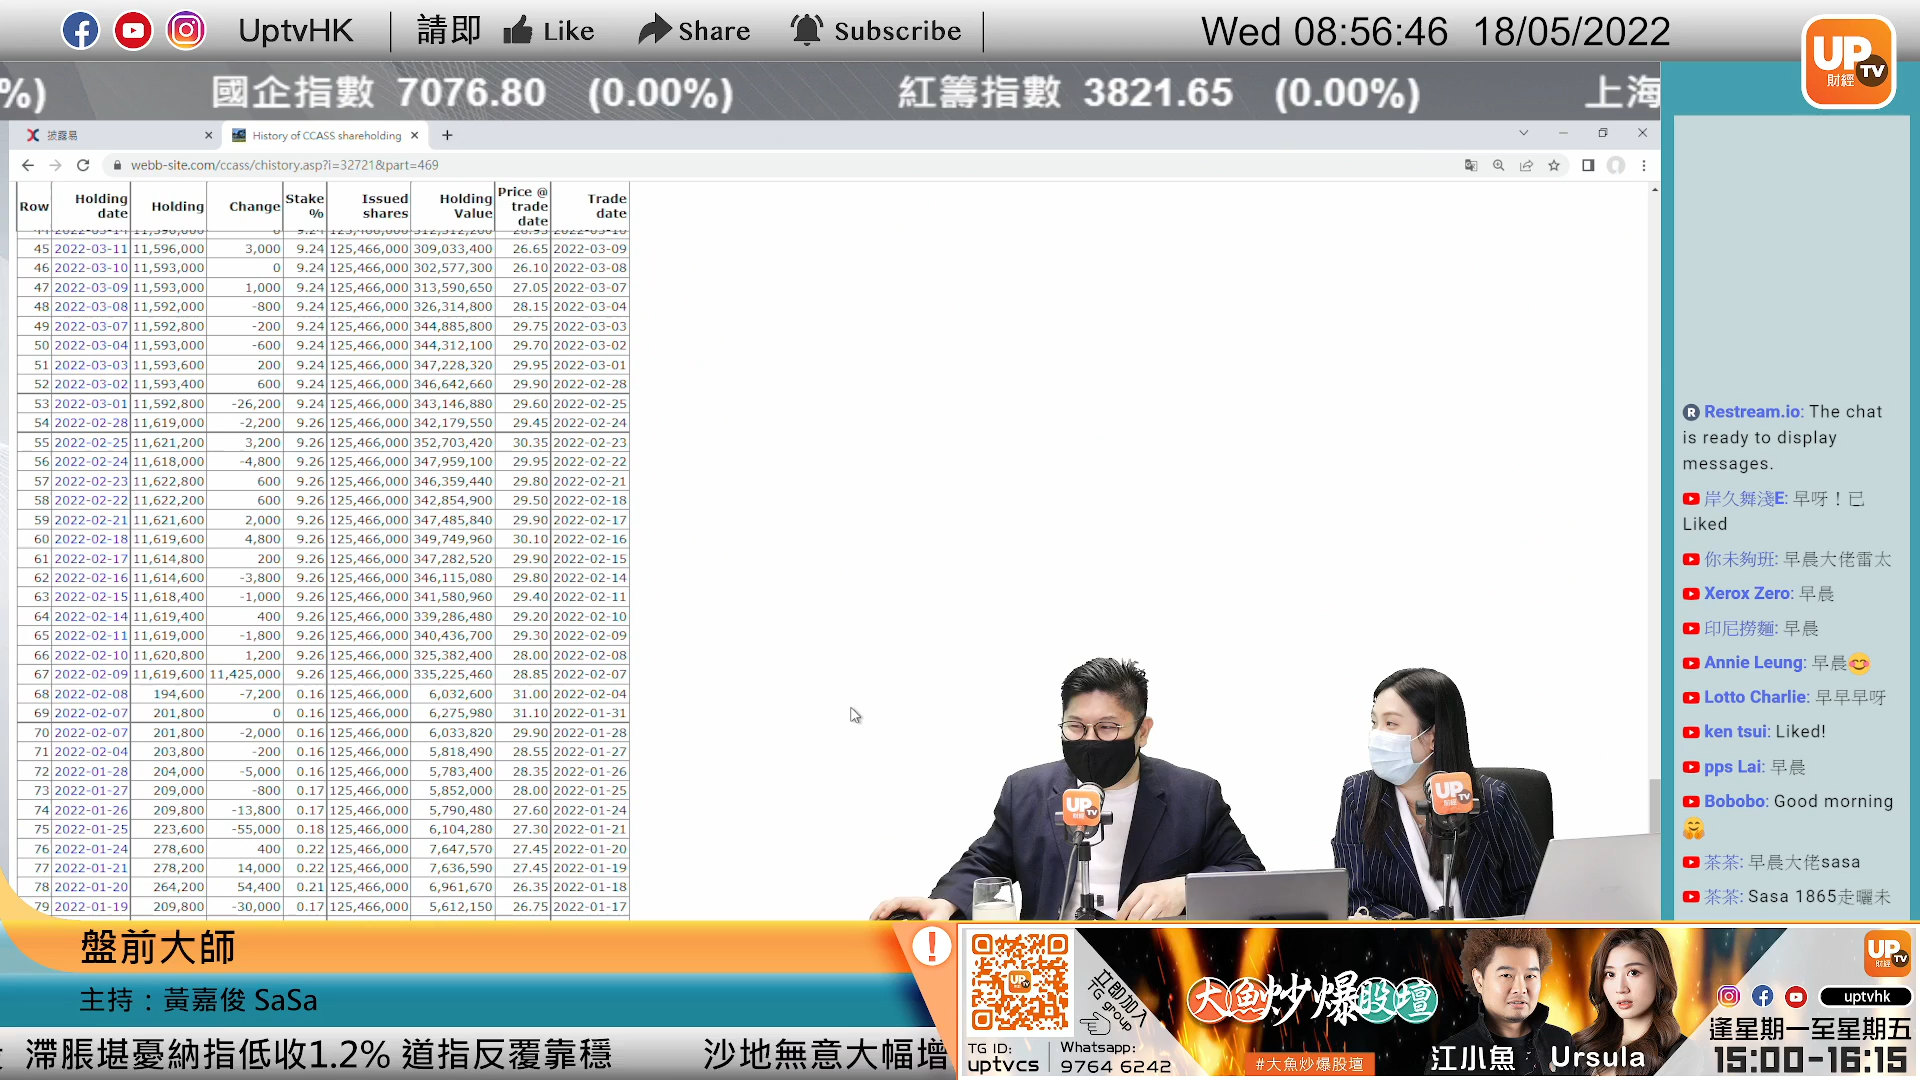 UptvHK 請即 Like Share Subscribe Wed 08:56:46 18/05/2022
UP TV 財經
%) 國企指數 7076.80 (0.00%) 紅籌指數 3821.65 (0.00%) 上海
披露易 History of CCASS shareholding
webb-site.com/ccass/chistory.asp?i=32721&part=469
Row Holding date Holding Change Stake % Issued shares Holding Value Price @ trade date Trade date
45 2022-03-11 11,596,000 3,000 9.24 125,466,000 309,033,400 26.65 2022-03-09
46 2022-03-10 11,593,000 0 9.24 125,466,000 302,577,300 26.10 2022-03-08
47 2022-03-09 11,593,000 1,000 9.24 125,466,000 313,590,650 27.05 2022-03-07
48 2022-03-08 11,592,000 -800 9.24 125,466,000 326,314,800 28.15 2022-03-04
49 2022-03-07 11,592,800 -200 9.24 125,466,000 344,885,800 29.75 2022-03-03
50 2022-03-04 11,593,000 -600 9.24 125,466,000 344,312,100 29.70 2022-03-02
51 2022-03-03 11,593,600 200 9.24 125,466,000 347,228,320 29.95 2022-03-01
52 2022-03-02 11,593,400 600 9.24 125,466,000 346,642,660 29.90 2022-02-28
53 2022-03-01 11,592,800 -26,200 9.24 125,466,000 343,146,880 29.60 2022-02-25
54 2022-02-28 11,619,000 -2,200 9.26 125,466,000 342,179,550 29.45 2022-02-24
55 2022-02-25 11,621,200 3,200 9.26 125,466,000 352,703,420 30.35 2022-02-23
56 2022-02-24 11,618,000 -4,800 9.26 125,466,000 347,959,100 29.95 2022-02-22
57 2022-02-23 11,622,800 600 9.26 125,466,000 346,359,440 29.80 2022-02-21
58 2022-02-22 11,622,200 600 9.26 125,466,000 342,854,900 29.50 2022-02-18
59 2022-02-21 11,621,600 2,000 9.26 125,466,000 347,485,840 29.90 2022-02-17
60 2022-02-18 11,619,600 4,800 9.26 125,466,000 349,749,960 30.10 2022-02-16
61 2022-02-17 11,614,800 200 9.26 125,466,000 347,282,520 29.90 2022-02-15
62 2022-02-16 11,614,600 -3,800 9.26 125,466,000 346,115,080 29.80 2022-02-14
63 2022-02-15 11,618,400 -1,000 9.26 125,466,000 341,580,960 29.40 2022-02-11
64 2022-02-14 11,619,400 400 9.26 125,466,000 339,286,480 29.20 2022-02-10
65 2022-02-11 11,619,000 -1,800 9.26 125,466,000 340,436,700 29.30 2022-02-09
66 2022-02-10 11,620,800 1,200 9.26 125,466,000 325,382,400 28.00 2022-02-08
67 2022-02-09 11,619,600 11,425,000 9.26 125,466,000 335,225,460 28.85 2022-02-07
68 2022-02-08 194,600 -7,200 0.16 125,466,000 6,032,600 31.00 2022-02-04
69 2022-02-07 201,800 0 0.16 125,466,000 6,275,980 31.10 2022-01-31
70 2022-02-07 201,800 -2,000 0.16 125,466,000 6,033,820 29.90 2022-01-28
71 2022-02-04 203,800 -200 0.16 125,466,000 5,818,490 28.55 2022-01-27
72 2022-01-28 204,000 -5,000 0.16 125,466,000 5,783,400 28.35 2022-01-26
73 2022-01-27 209,000 -800 0.17 125,466,000 5,852,000 28.00 2022-01-25
74 2022-01-26 209,800 -13,800 0.17 125,466,000 5,790,480 27.60 2022-01-24
75 2022-01-25 223,600 -55,000 0.18 125,466,000 6,104,280 27.30 2022-01-21
76 2022-01-24 278,600 400 0.22 125,466,000 7,647,570 27.45 2022-01-20
77 2022-01-21 278,200 14,000 0.22 125,466,000 7,636,590 27.45 2022-01-19
78 2022-01-20 264,200 54,400 0.21 125,466,000 6,961,670 26.35 2022-01-18
79 2022-01-19 209,800 -30,000 0.17 125,466,000 5,612,150 26.75 2022-01-17
Restream.io: The chat
is ready to display
messages.
岸久舞淺E: 早呀！已
Liked
你未夠班: 早晨大佬雷太
Xerox Zero: 早晨
印尼撈麵: 早晨
Annie Leung: 早晨😊
Lotto Charlie: 早早早呀
ken tsui: Liked!
pps Lai: 早晨
Bobobo: Good morning
🤗
茶茶: 早晨大佬sasa
茶茶: Sasa 1865走曬未
UP TV 財經
UP TV 財經
盤前大師
主持：黃嘉俊 SaSa
滯脹堪憂納指低收1.2% 道指反覆靠穩 沙地無意大幅增
!
UP TV
立即加入
TG group
TG ID:
uptvcs
Whatsapp:
9764 6242
大魚炒爆股壇
#大魚炒爆股壇
江小魚 Ursula
UP TV 財經
uptvhk
逢星期一至星期五
15:00-16:15